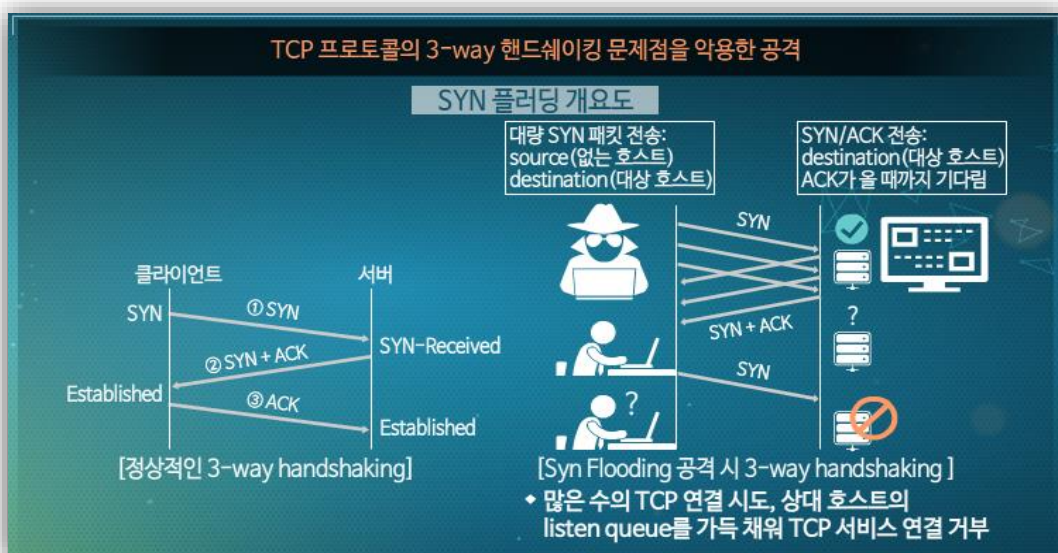 TCP 프로토콜의 3-way 핸드쉐이킹 문제점을 악용한 공격
SYN 플러딩 개요도
클라이언트
서버
SYN
① SYN
SYN-Received
② SYN + ACK
Established
③ ACK
Established
[정상적인 3-way handshaking]
대량 SYN 패킷 전송:
source(없는 호스트)
destination(대상 호스트)
SYN/ACK 전송:
destination(대상 호스트)
ACK가 올 때까지 기다림
SYN
SYN + ACK
?
SYN
?
[Syn Flooding 공격 시 3-way handshaking ]
◆ 많은 수의 TCP 연결 시도, 상대 호스트의
listen queue를 가득 채워 TCP 서비스 연결 거부